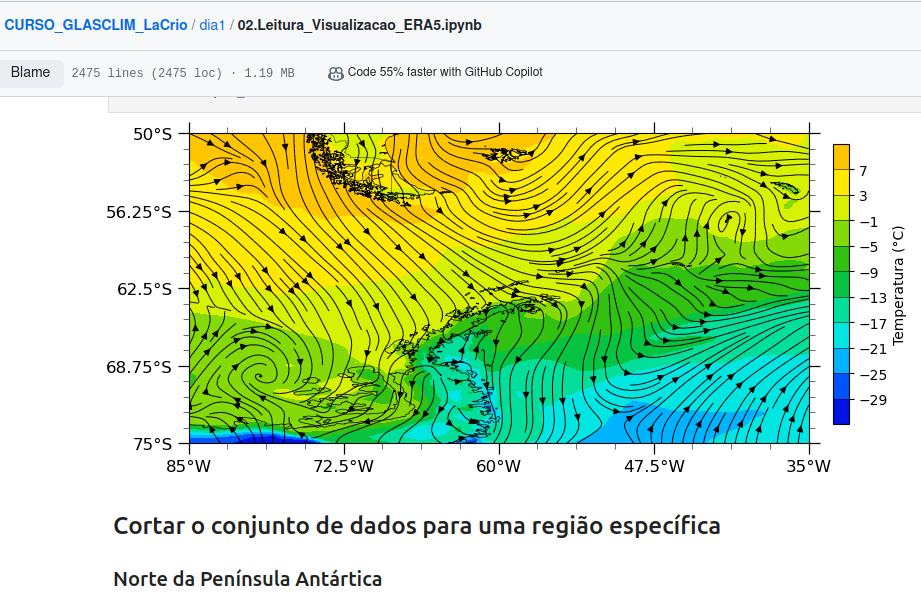 CURSO_GLASCLIM_LaCrio / dia1 / 02.Leitura_Visualizacao_ERA5.ipynb
Blame 2475 lines (2475 loc) · 1.19 MB Code 55% faster with GitHub Copilot
50°S
56.25°S
62.5°S
68.75°S
75°S
85°W 72.5°W 60°W 47.5°W 35°W
7
3
−1
−5
−9
−13
−17
−21
−25
−29
Temperatura (°C)
Cortar o conjunto de dados para uma região específica
Norte da Península Antártica